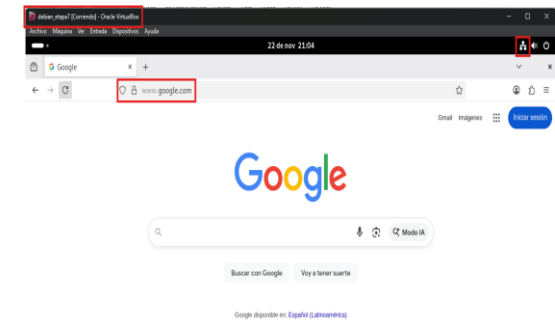 debian_etapa7 [Corriendo] - Oracle VirtualBox
Archivo Máquina Ver Entrada Dispositivos Ayuda
22 de nov 21:04
Google
www.google.com
Gmail Imágenes Iniciar sesión
Google
Modo IA
Buscar con Google Voy a tener suerte
Google disponible en: Español (Latinoamérica)